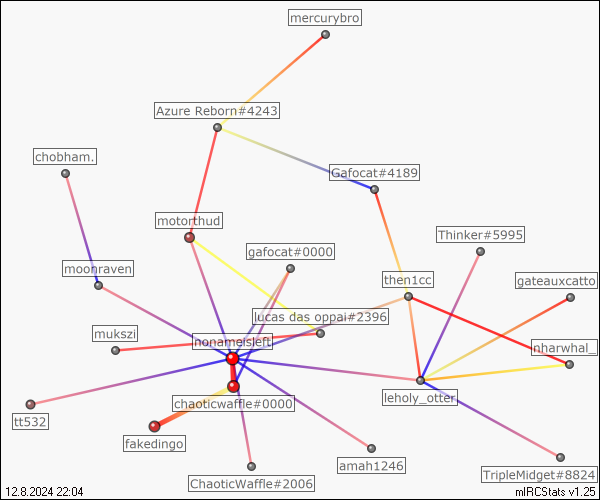 mercurybro
Azure Reborn#4243
chobham.
Gafocat#4189
motorthud
Thinker#5995
gafocat#0000
moonraven
then1cc
gateauxcatto
lucas das oppai#2396
mukszi
nonameisleft
nharwhal_
leholy_otter
chaoticwaffle#0000
tt532
fakedingo
amah1246
TripleMidget#8824
ChaoticWaffle#2006
12.8.2024 22:04
mIRCStats v1.25